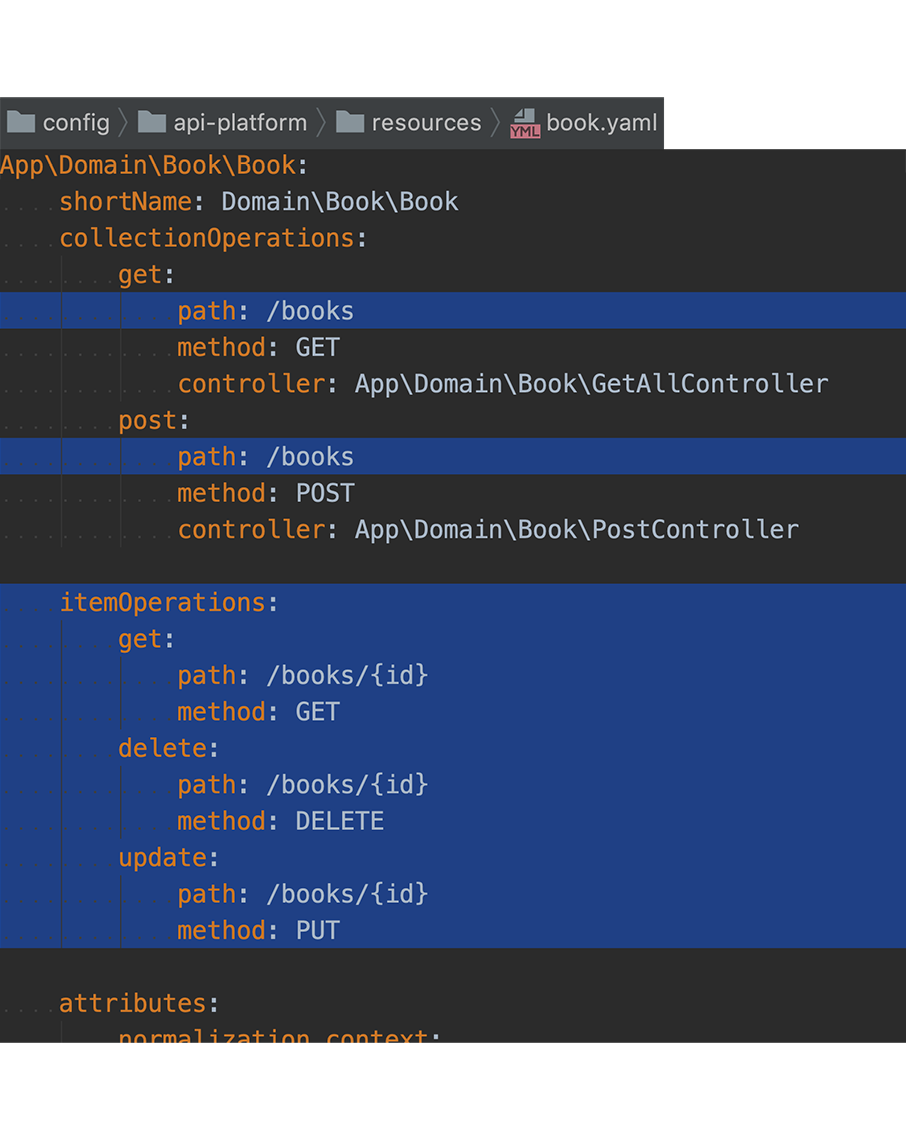 config api-platform resources YML book.yaml
App\Domain\Book\Book:
shortName: Domain\Book\Book
collectionOperations:
get:
path: /books
method: GET
controller: App\Domain\Book\GetAllController
post:
path: /books
method: POST
controller: App\Domain\Book\PostController
itemOperations:
get:
path: /books/{id}
method: GET
delete:
path: /books/{id}
method: DELETE
update:
path: /books/{id}
method: PUT
attributes:
normalization_context: